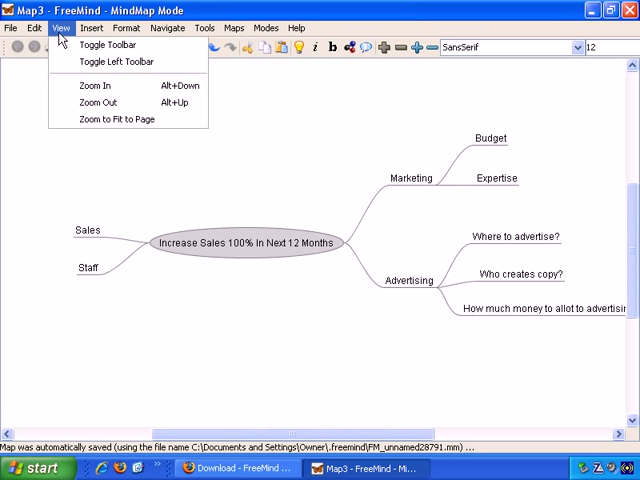 Map3 - FreeMind - MindMap Mode
File Edit View Insert Format Navigate Tools Maps Modes Help
SansSerif 12
Toggle Toolbar
Toggle Left Toolbar
Zoom In Alt+Down
Zoom Out Alt+Up
Zoom to Fit to Page
Budget
Marketing
Expertise
Sales
Where to advertise?
Increase Sales 100% In Next 12 Months
Staff
Who creates copy?
Advertising
How much money to allot to advertisin
Map was automatically saved (using the file name C:\Documents and Settings\Owner\.freemind\FM_unnamed28791.mm) ...
start
Download - FreeMind ...
Map3 - FreeMind - Mi...